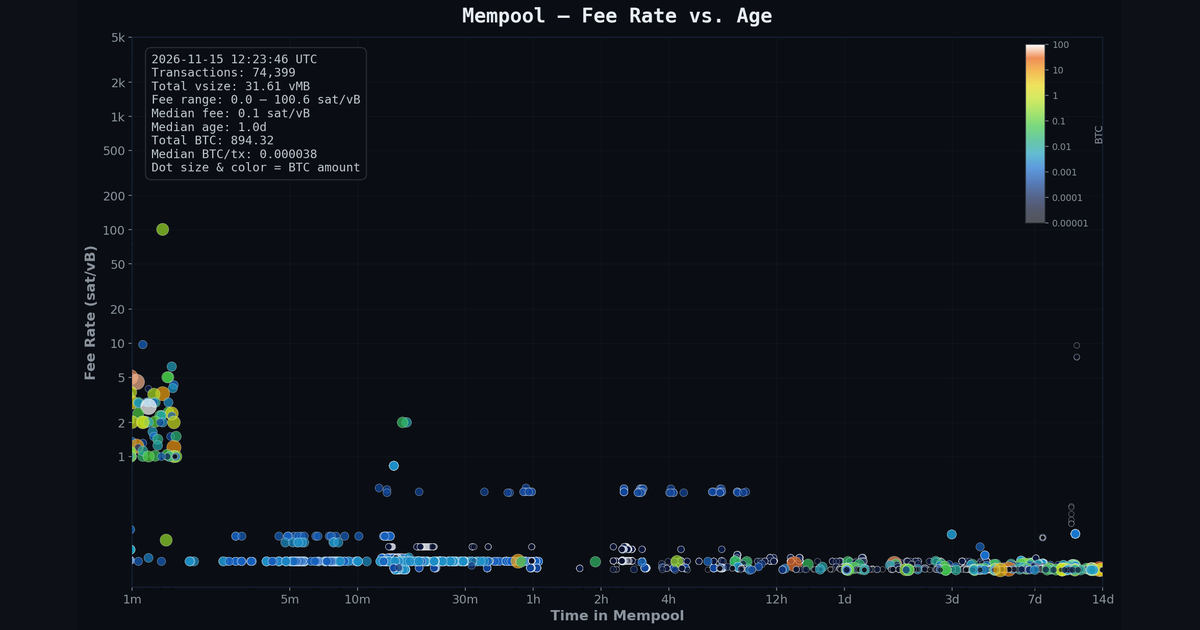 Mempool — Fee Rate vs. Age
2026-11-15 12:23:46 UTC
Transactions: 74,399
Total vsize: 31.61 vMB
Fee range: 0.0 — 100.6 sat/vB
Median fee: 0.1 sat/vB
Median age: 1.0d
Total BTC: 894.32
Median BTC/tx: 0.000038
Dot size & color = BTC amount
Fee Rate (sat/vB)
5k
2k
1k
500
200
100
50
20
10
5
2
1
100
10
1
0.1
0.01
0.001
0.0001
0.00001
BTC
1m
5m
10m
30m
1h
2h
4h
12h
1d
3d
7d
14d
Time in Mempool